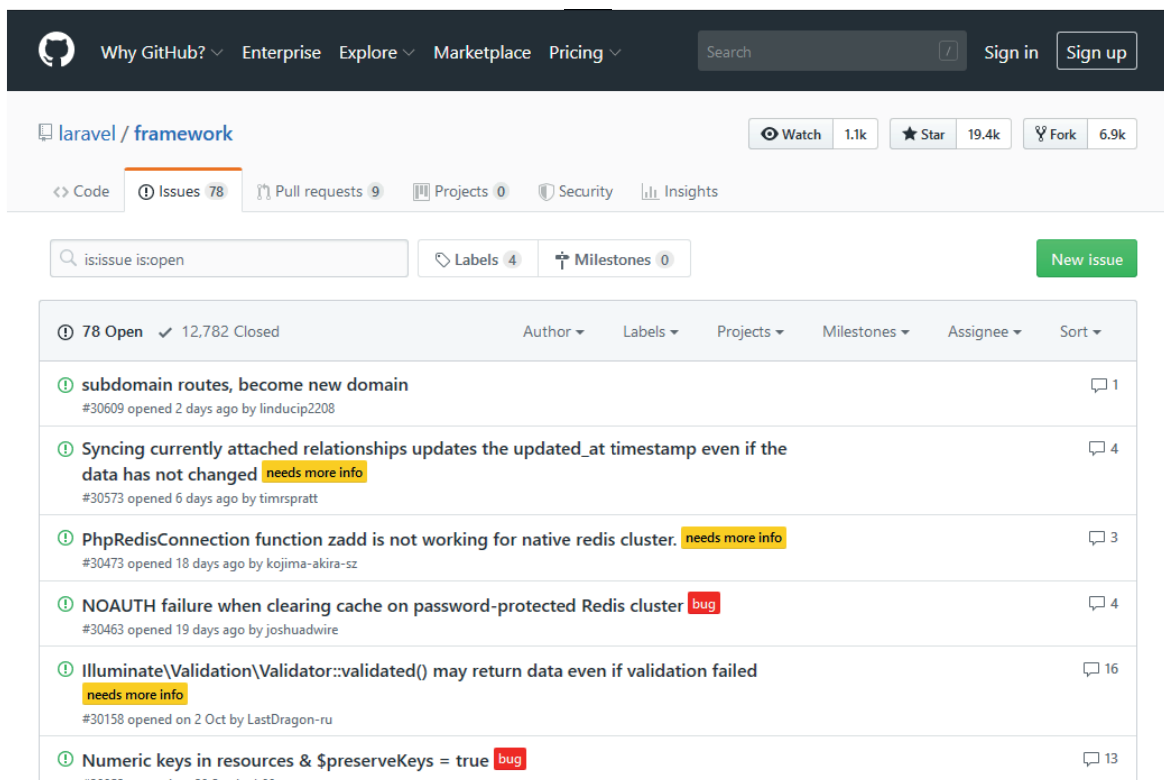 Why GitHub? Enterprise Explore Marketplace Pricing Search / Sign in Sign up
laravel / framework Watch 1.1k Star 19.4k Fork 6.9k
Code Issues 78 Pull requests 9 Projects 0 Security Insights
is:issue is:open Labels 4 Milestones 0 New issue
78 Open 12,782 Closed Author Labels Projects Milestones Assignee Sort
subdomain routes, become new domain 1
#30609 opened 2 days ago by linducip2208
Syncing currently attached relationships updates the updated_at timestamp even if the 4
data has not changed needs more info
#30573 opened 6 days ago by timrspratt
PhpRedisConnection function zadd is not working for native redis cluster. needs more info 3
#30473 opened 18 days ago by kojima-akira-sz
NOAUTH failure when clearing cache on password-protected Redis cluster bug 4
#30463 opened 19 days ago by joshuadwire
Illuminate\Validation\Validator::validated() may return data even if validation failed 16
needs more info
#30158 opened on 2 Oct by LastDragon-ru
Numeric keys in resources & $preserveKeys = true bug 13